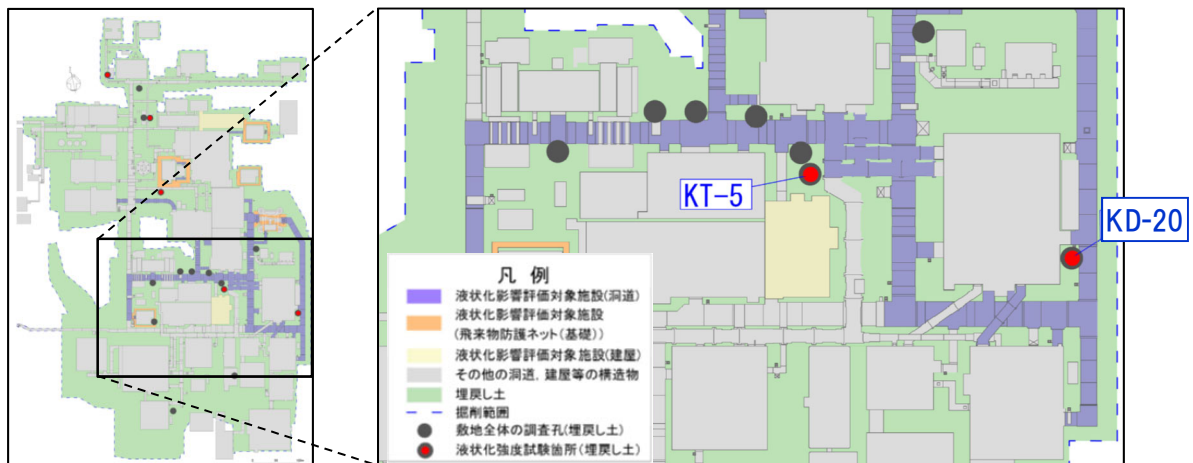 KT-5
KD-20
凡 例
液状化影響評価対象施設(洞道)
液状化影響評価対象施設
(飛来物防護ネット(基礎))
液状化影響評価対象施設(建屋)
その他の洞道，建屋等の構造物
埋戻し土
掘削範囲
敷地全体の調査孔(埋戻し土)
液状化強度試験箇所(埋戻し土)